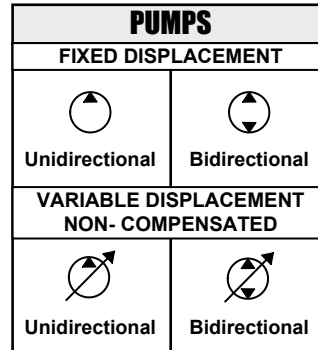 PUMPS
FIXED DISPLACEMENT
Unidirectional
Bidirectional
VARIABLE DISPLACEMENT
NON- COMPENSATED
Unidirectional
Bidirectional